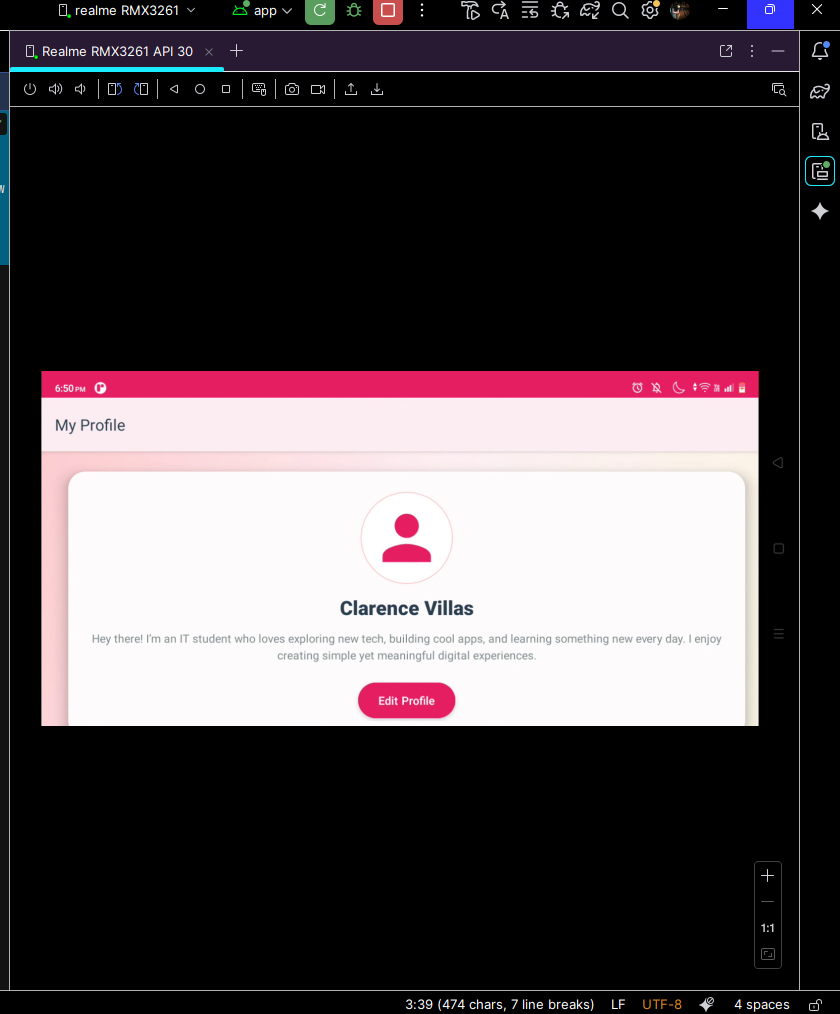 realme RMX3261
app
Realme RMX3261 API 30
6:50 PM
My Profile
Clarence Villas
Hey there! I'm an IT student who loves exploring new tech, building cool apps, and learning something new every day. I enjoy
creating simple yet meaningful digital experiences.
Edit Profile
1:1
3:39 (474 chars, 7 line breaks)
LF
UTF-8
4 spaces